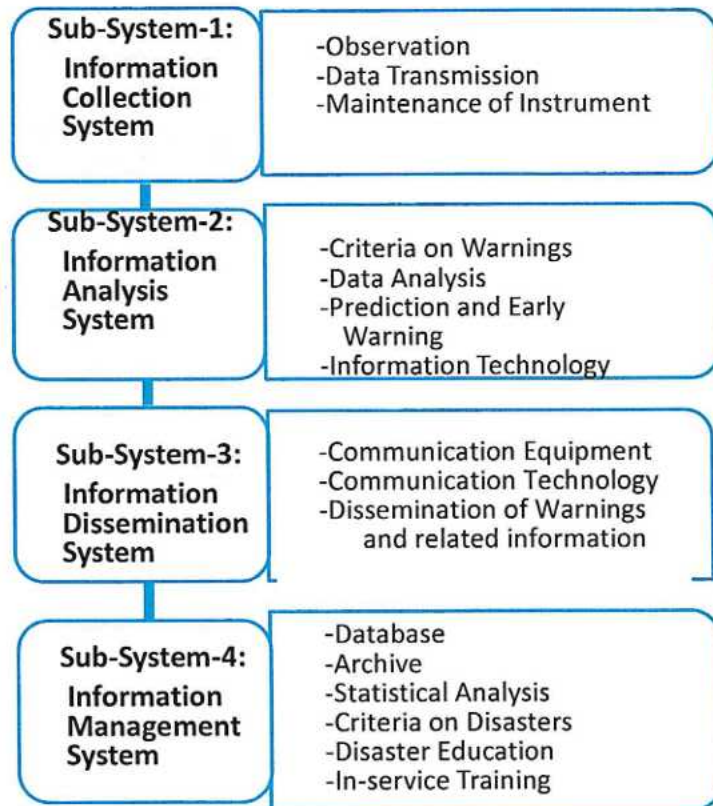 Sub-System-1:
Information
Collection
System
-Observation
-Data Transmission
-Maintenance of Instrument
Sub-System-2:
Information
Analysis
System
-Criteria on Warnings
-Data Analysis
-Prediction and Early
Warning
-Information Technology
Sub-System-3:
Information
Dissemination
System
-Communication Equipment
-Communication Technology
-Dissemination of Warnings
and related information
Sub-System-4:
Information
Management
System
-Database
-Archive
-Statistical Analysis
-Criteria on Disasters
-Disaster Education
-In-service Training